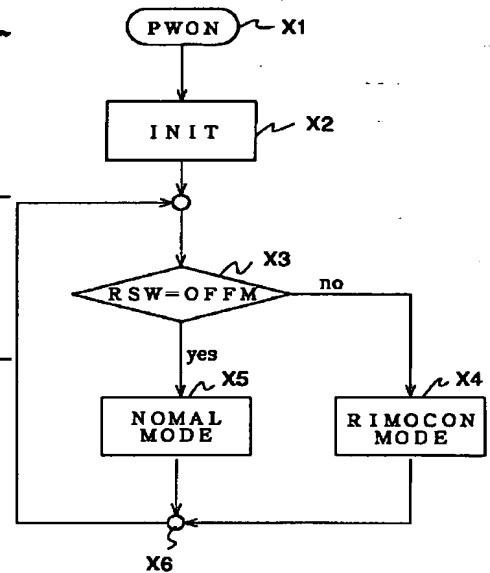 PWON
X1
INIT
X2
X3
RSW=OFFM
no
yes
X5
X4
NOMAL
MODE
RIMOCON
MODE
X6